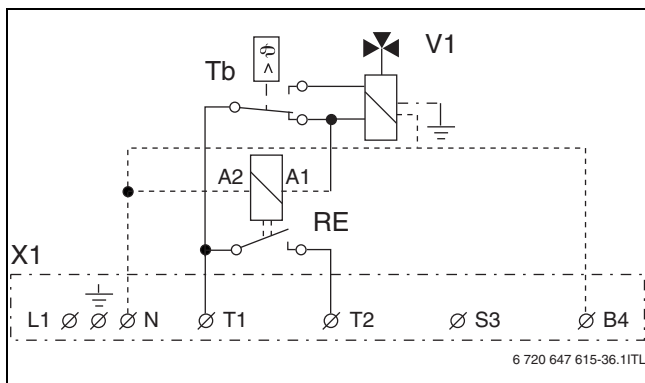 V1
Tb
ϑ
<
A2 A1
RE
X1
L1 N T1 T2 S3 B4
6 720 647 615-36.1ITL